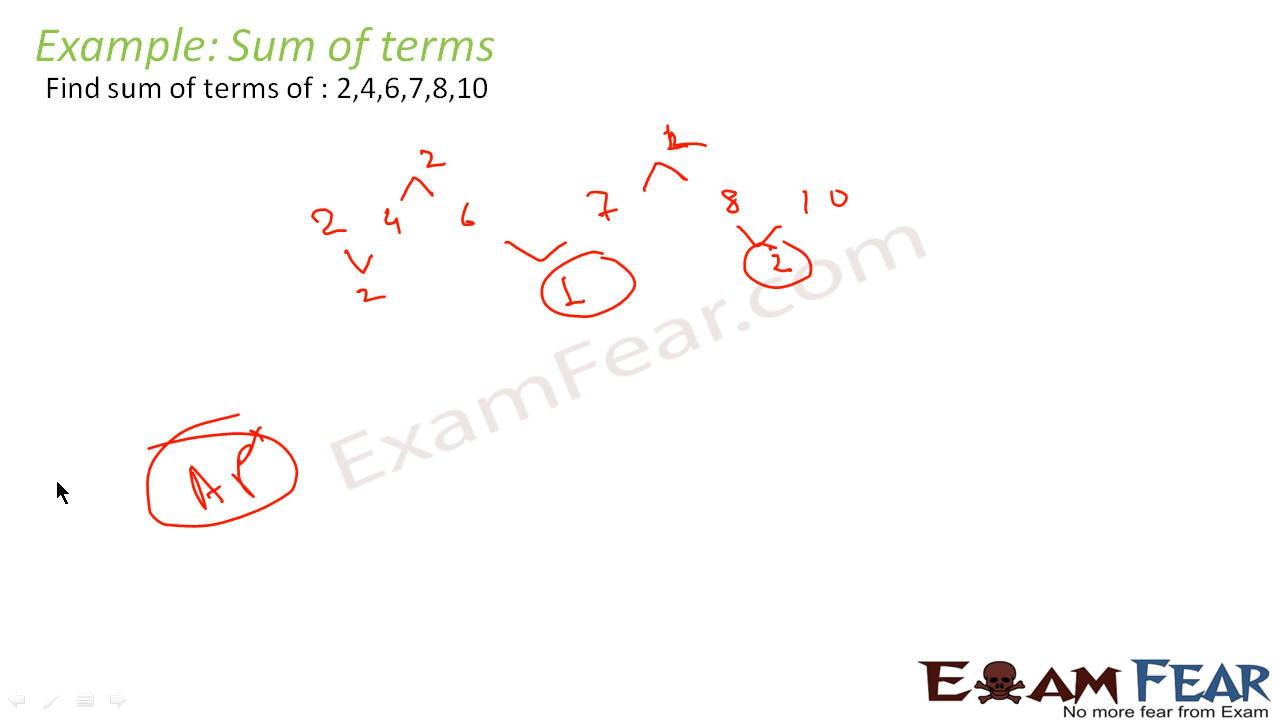 Example: Sum of terms
Find sum of terms of : 2,4,6,7,8,10
2
2 4 6 7 8 10
2 1 2
AP
ExamFear.com
EXAM FEAR
No more fear from Exam